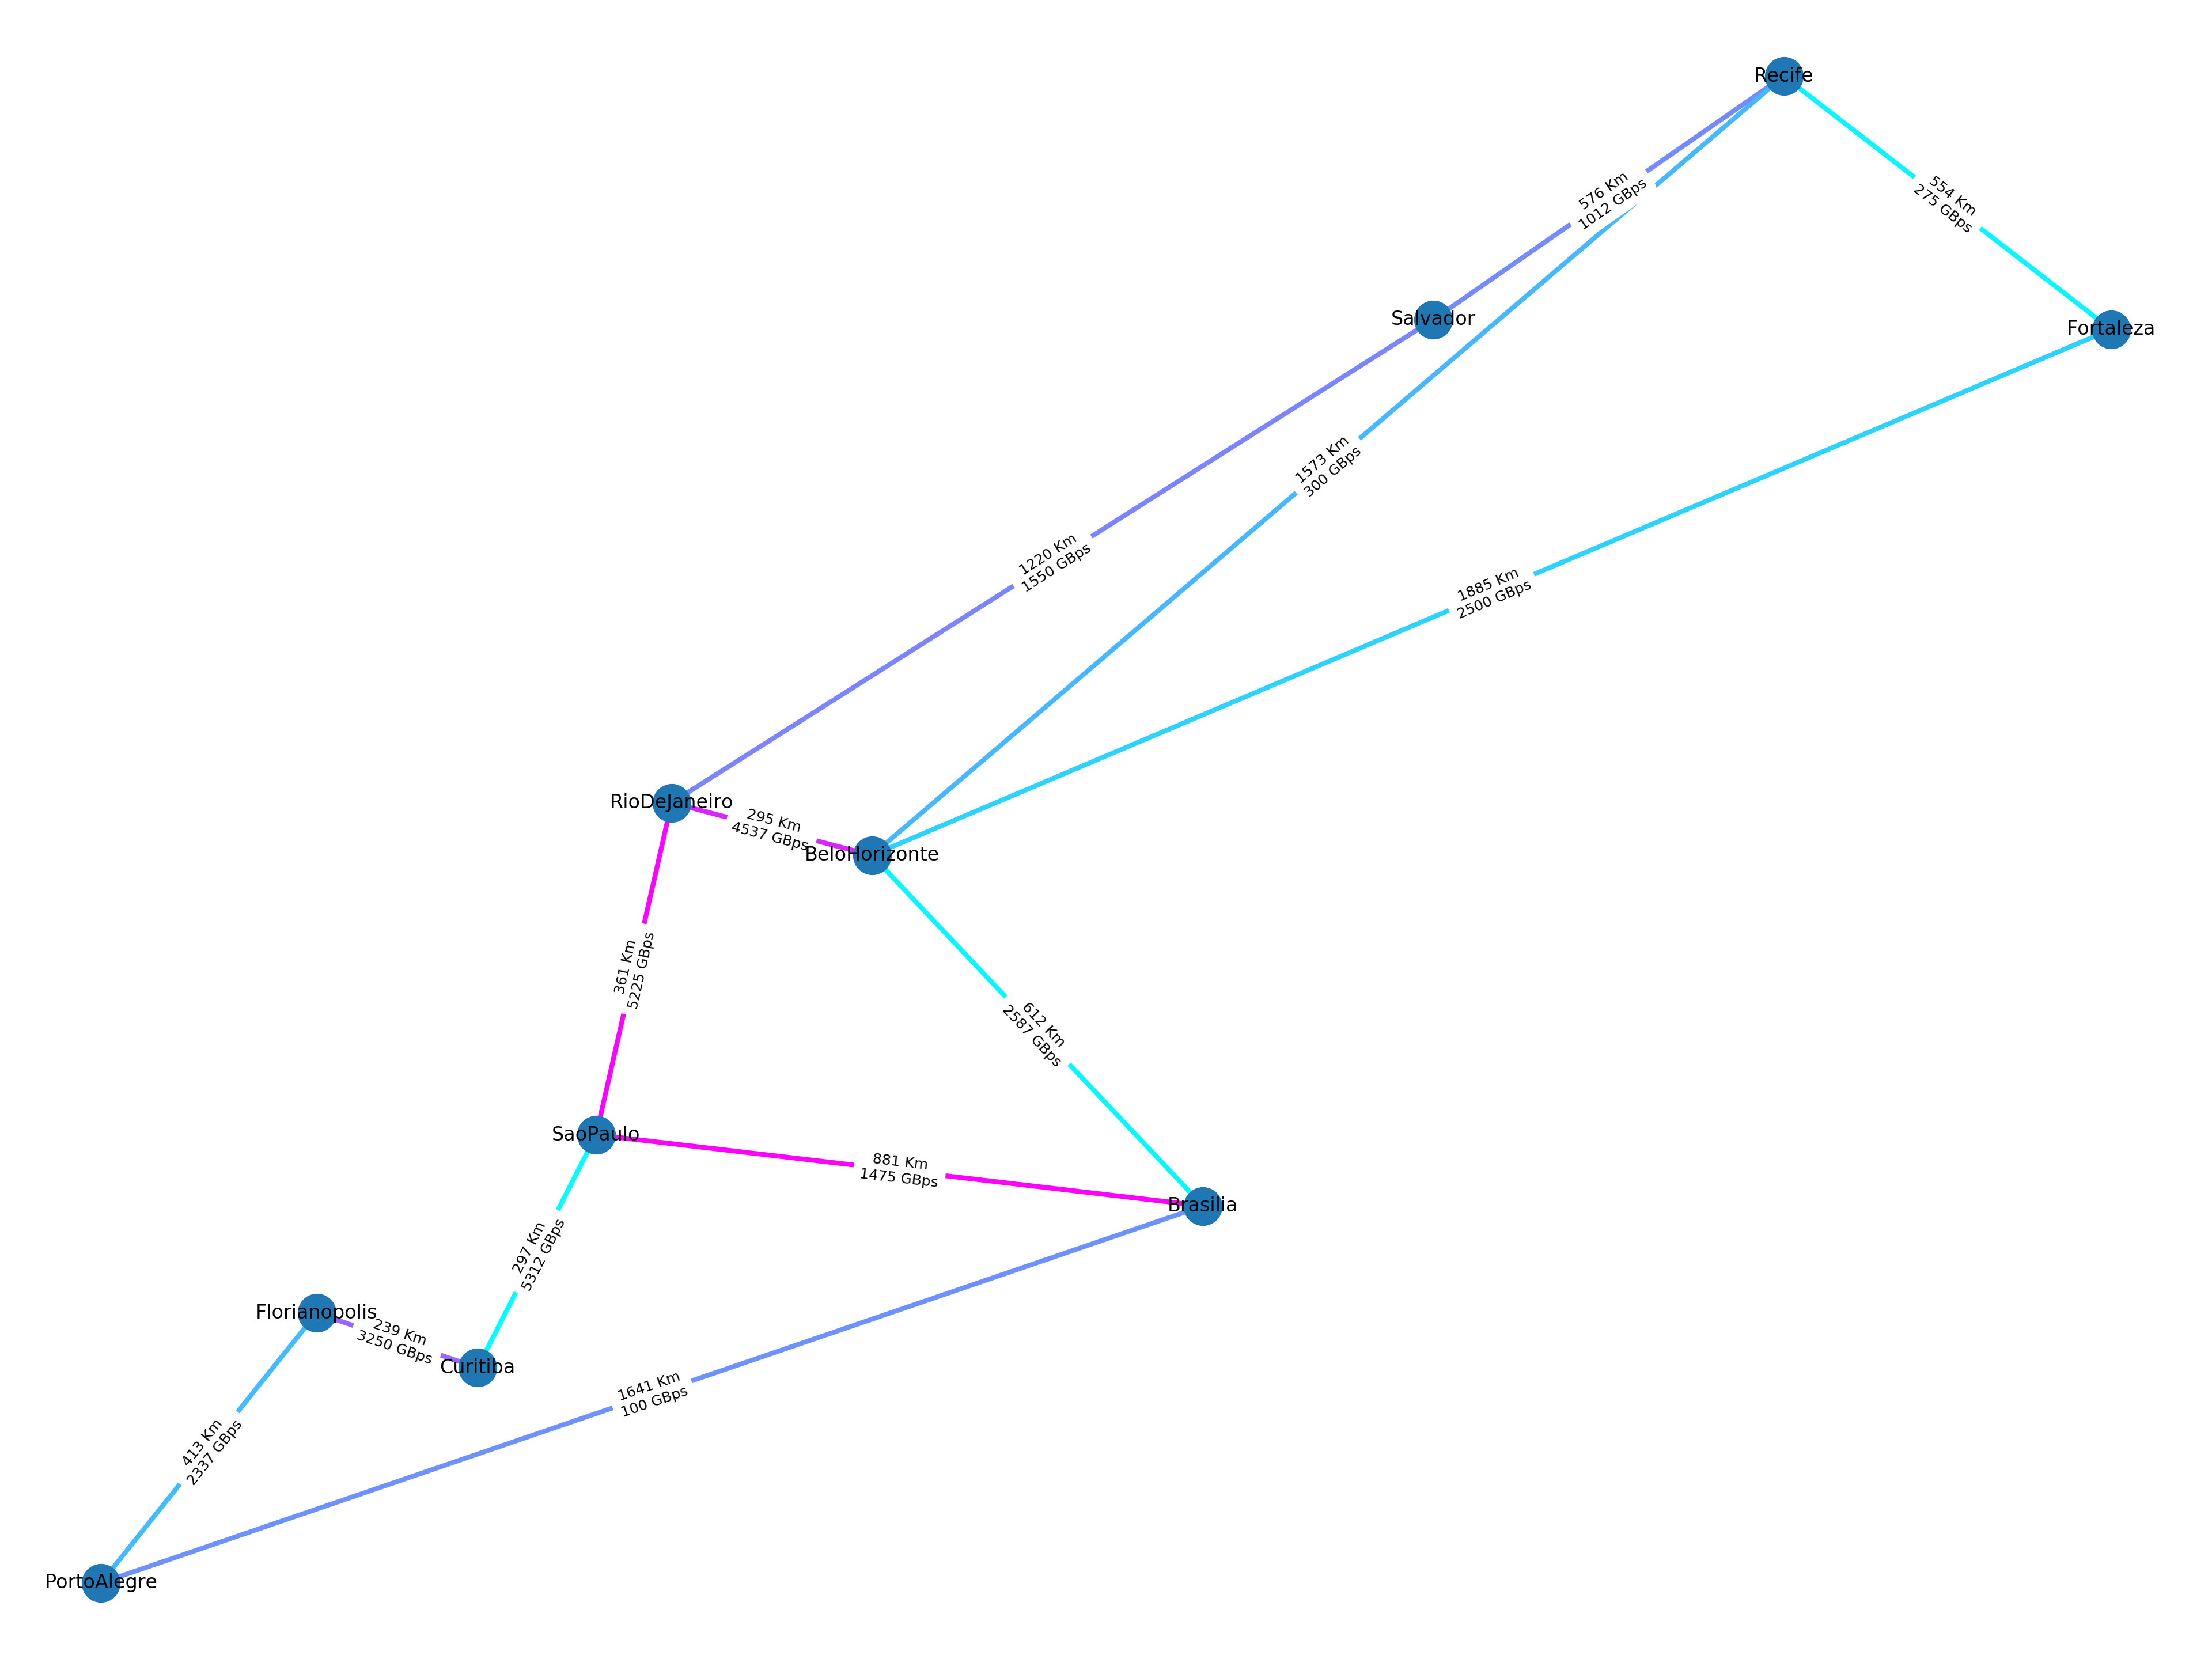 Recife
576 Km
1012 GBps
554 Km
275 GBps
Salvador
Fortaleza
1573 Km
300 GBps
1220 Km
1550 GBps
1885 Km
2500 GBps
RioDeJaneiro
295 Km
4537 GBps
BeloHorizonte
361 Km
5225 GBps
612 Km
2587 GBps
SaoPaulo
881 Km
1475 GBps
Brasilia
297 Km
5312 GBps
Florianopolis
239 Km
3250 GBps
Curitiba
1641 Km
100 GBps
413 Km
2337 GBps
PortoAlegre